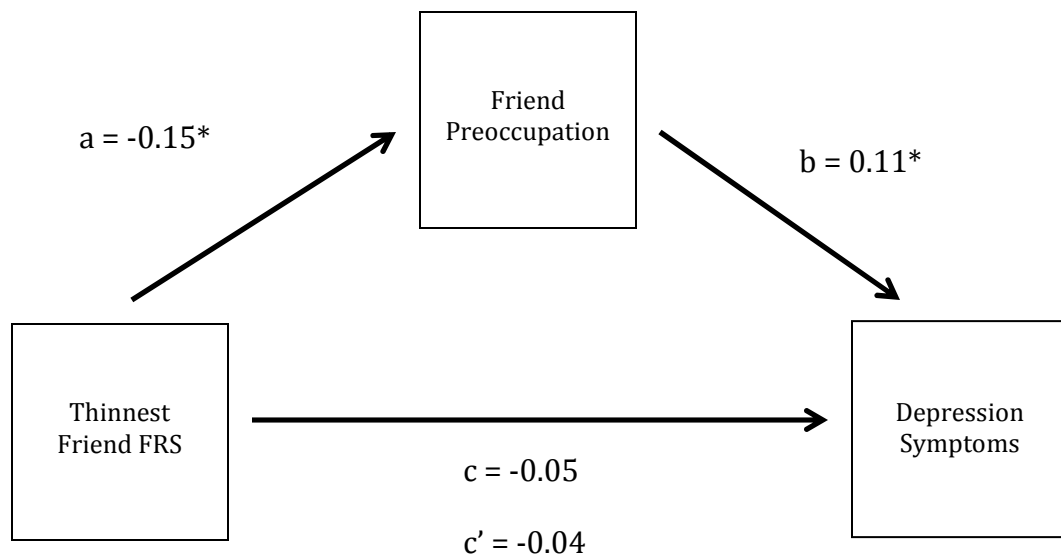 Friend
Preoccupation
a = -0.15*
b = 0.11*
Thinnest
Friend FRS
Depression
Symptoms
c = -0.05
c’ = -0.04